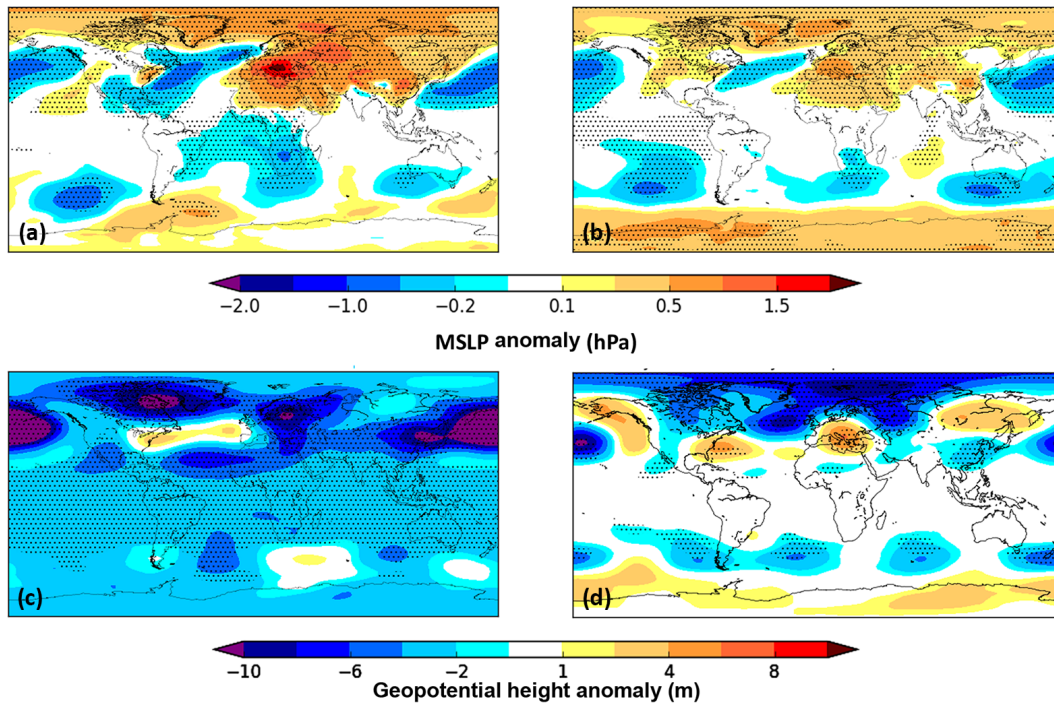 (a) (b)
−2.0 −1.0 −0.2 0.1 0.5 1.5
MSLP anomaly (hPa)
(c) (d)
−10 −6 −2 1 4 8
Geopotential height anomaly (m)